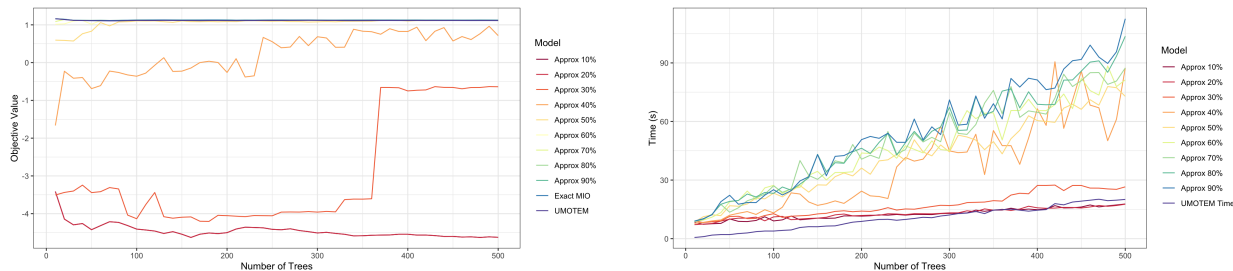 1
0
-1
-2
-3
-4
Objective Value
0
100
200
300
400
500
Number of Trees
Model
Approx 10%
Approx 20%
Approx 30%
Approx 40%
Approx 50%
Approx 60%
Approx 70%
Approx 80%
Approx 90%
Exact MIO
UMOTEM
90
60
30
0
Time (s)
0
100
200
300
400
500
Number of Trees
Model
Approx 10%
Approx 20%
Approx 30%
Approx 40%
Approx 50%
Approx 60%
Approx 70%
Approx 80%
Approx 90%
UMOTEM Time